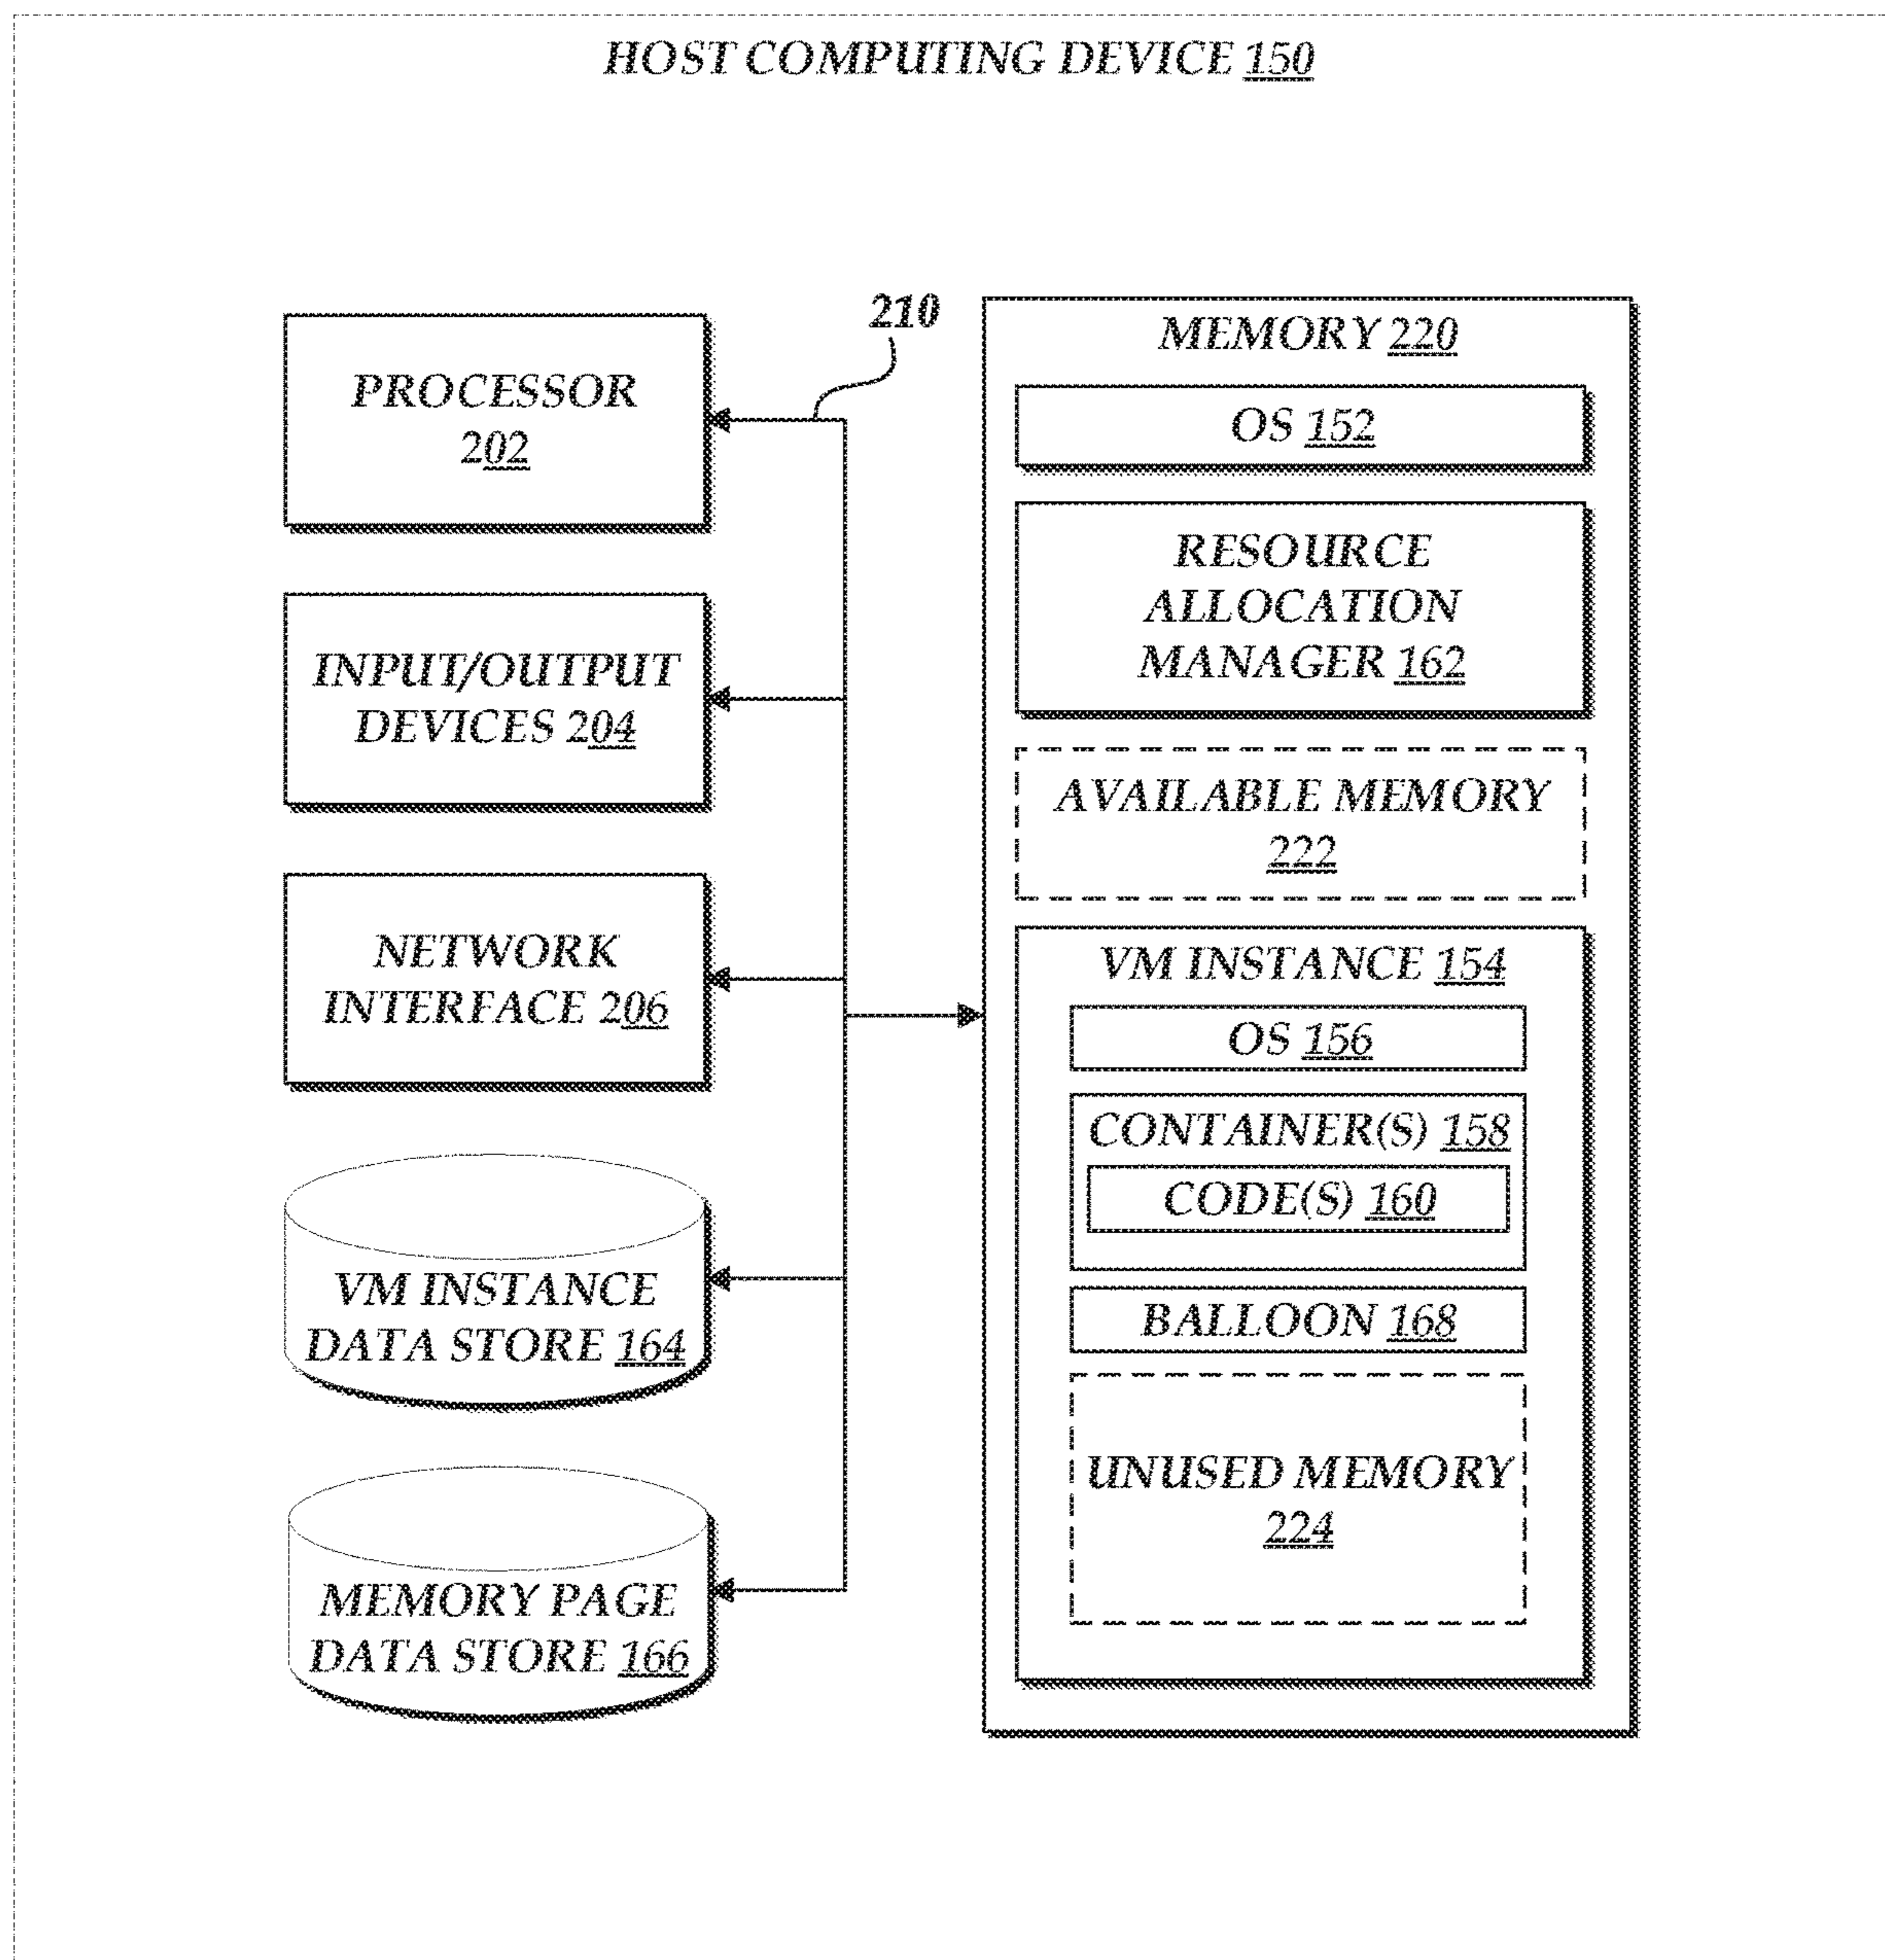 HOST COMPUTING DEVICE 150
PROCESSOR
202
INPUT/OUTPUT
DEVICES 204
NETWORK
INTERFACE 206
VM INSTANCE
DATA STORE 164
MEMORY PAGE
DATA STORE 166
210
MEMORY 220
OS 152
RESOURCE
ALLOCATION
MANAGER 162
AVAILABLE MEMORY
222
VM INSTANCE 154
OS 156
CONTAINER(S) 158
CODE(S) 160
BALLOON 168
UNUSED MEMORY
224